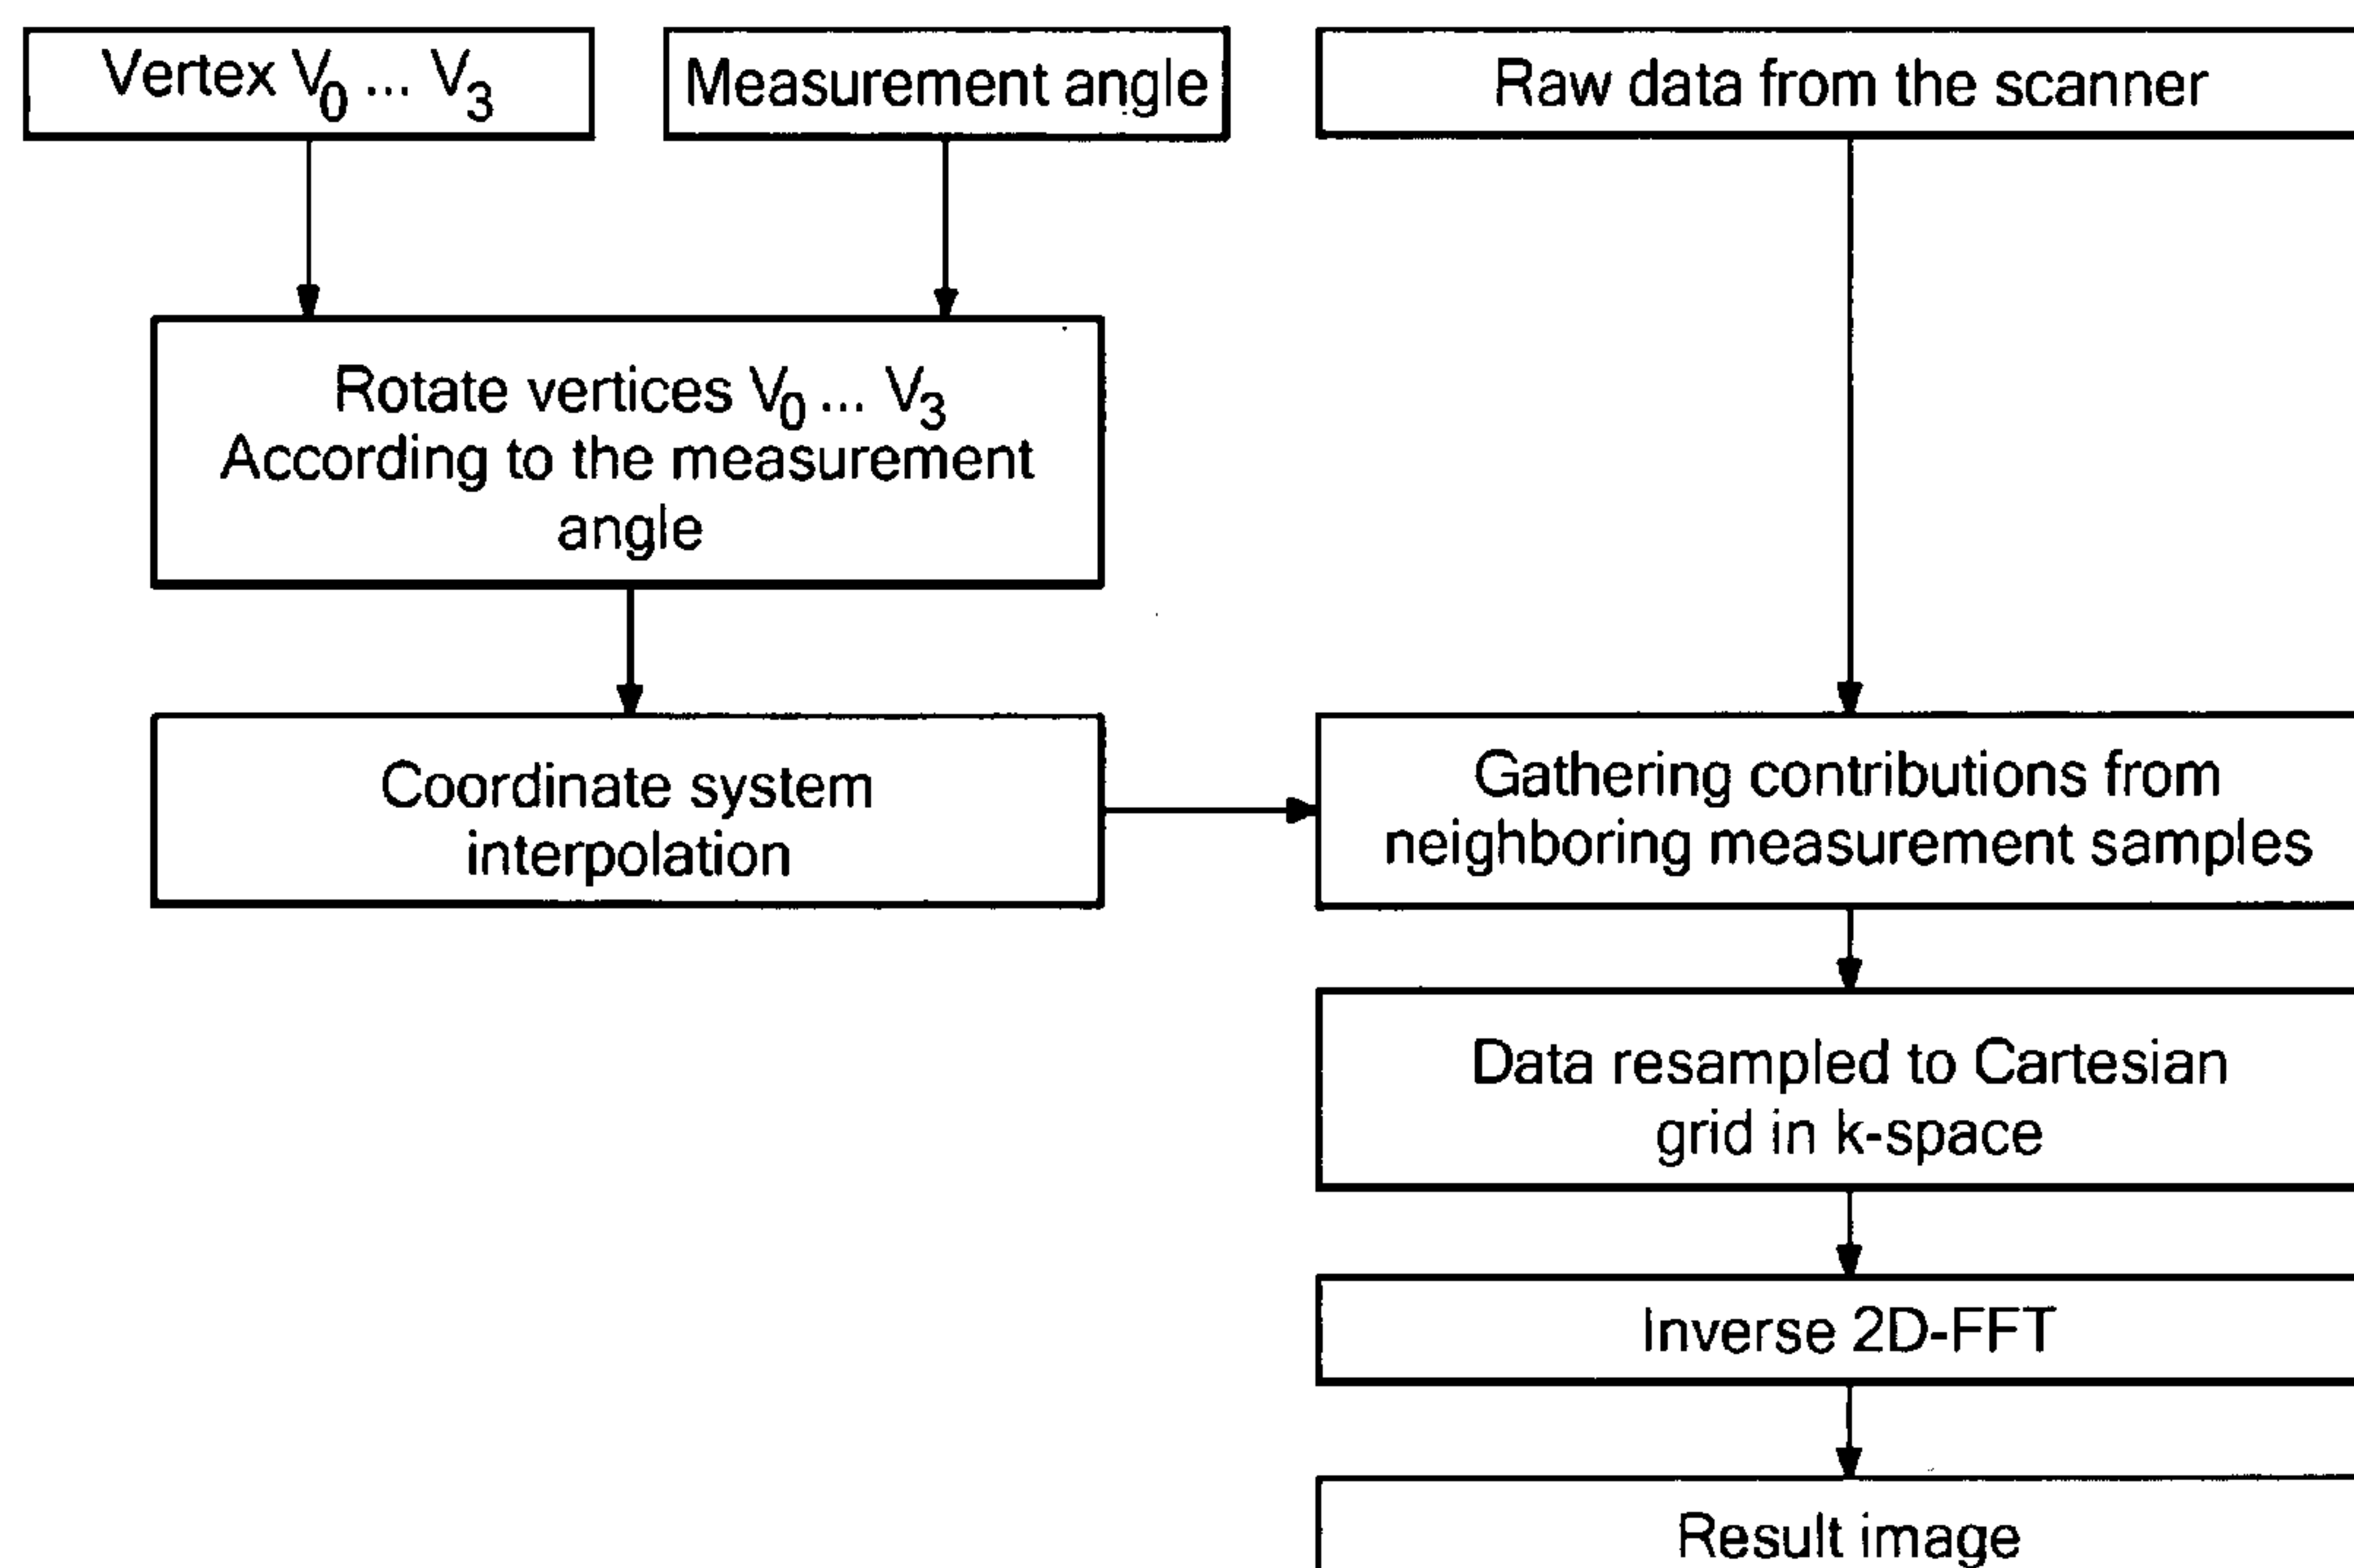 Vertex V0 ... V3
Measurement angle
Raw data from the scanner
Rotate vertices V0 ... V3
According to the measurement
angle
Coordinate system
interpolation
Gathering contributions from
neighboring measurement samples
Data resampled to Cartesian
grid in k-space
Inverse 2D-FFT
Result image